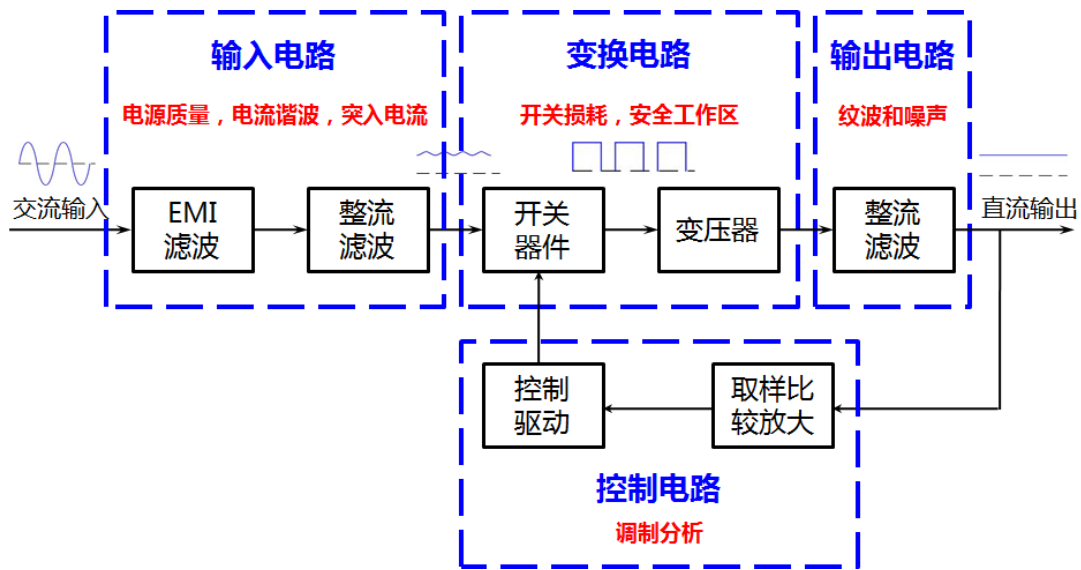 输入电路
变换电路
输出电路
电源质量，电流谐波，突入电流
开关损耗，安全工作区
纹波和噪声
交流输入
EMI
滤波
整流
滤波
开关
器件
变压器
整流
滤波
直流输出
控制
驱动
取样比
较放大
控制电路
调制分析